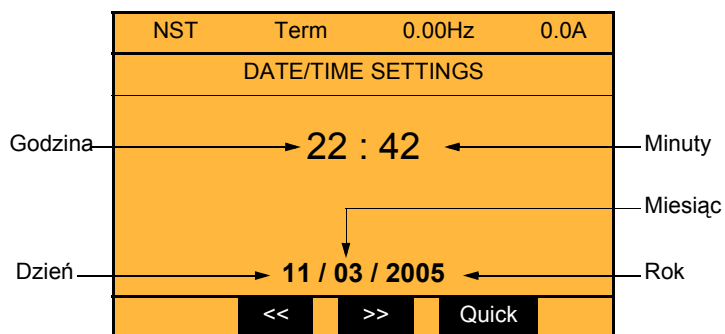 NST Term 0.00Hz 0.0A
DATE/TIME SETTINGS
Godzina 22 : 42 Minuty
Miesiąc
Dzień 11 / 03 / 2005 Rok
<< >> Quick